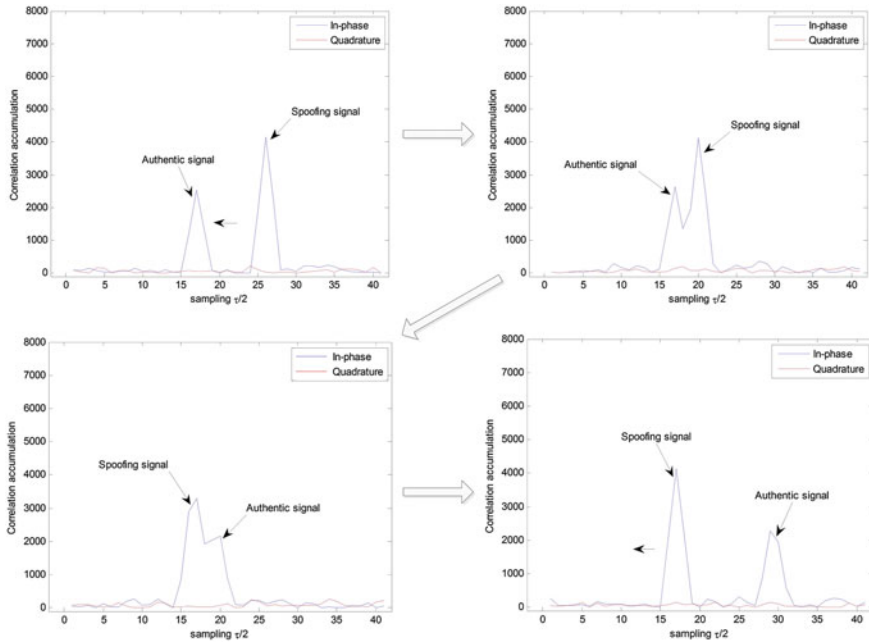 8000
7000
6000
5000
4000
3000
2000
1000
0
Correlation accumulation
In-phase
Quadrature
Spoofing signal
Authentic signal
0 5 10 15 20 25 30 35 40
sampling τ/2
8000
7000
6000
5000
4000
3000
2000
1000
0
Correlation accumulation
In-phase
Quadrature
Spoofing signal
Authentic signal
0 5 10 15 20 25 30 35 40
sampling τ/2
8000
7000
6000
5000
4000
3000
2000
1000
0
Correlation accumulation
In-phase
Quadrature
Spoofing signal
Authentic signal
0 5 10 15 20 25 30 35 40
sampling τ/2
8000
7000
6000
5000
4000
3000
2000
1000
0
Correlation accumulation
In-phase
Quadrature
Spoofing signal
Authentic signal
0 5 10 15 20 25 30 35 40
sampling τ/2